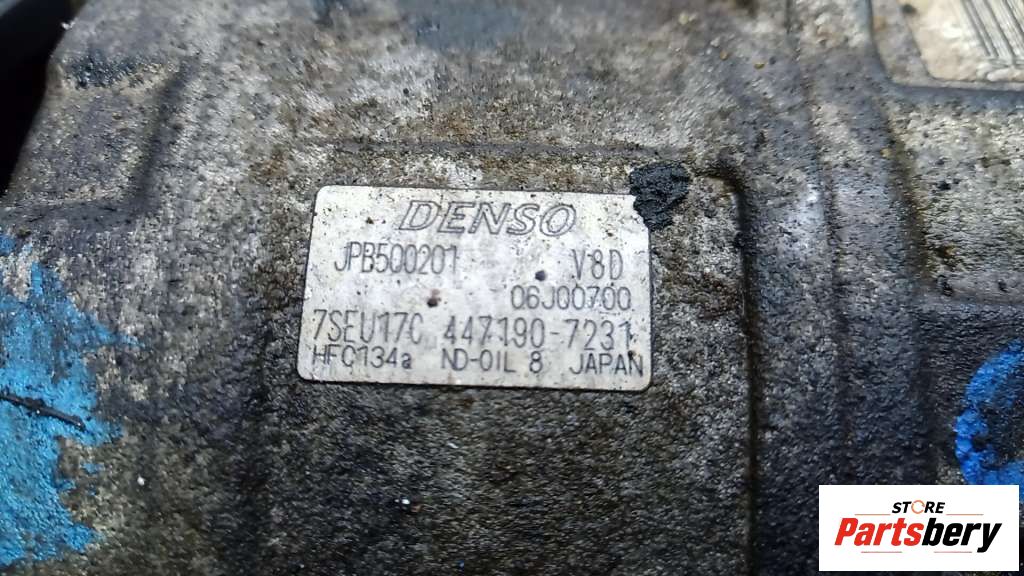 DENSO
JPB500201 V8D
06J00700
7SEU17C 447190-7231
HFC134a ND-OIL 8 JAPAN
STORE
Partsbery